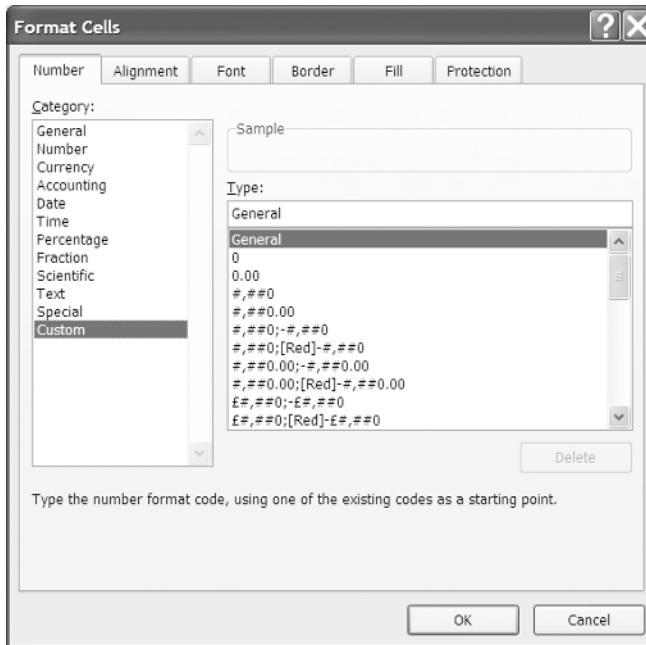 Format Cells
Number Alignment Font Border Fill Protection
Category:
General
Number
Currency
Accounting
Date
Time
Percentage
Fraction
Scientific
Text
Special
Custom
Sample
Type:
General
General
0
0.00
#,##0
#,##0.00
#,##0;-#,##0
#,##0;[Red]-#,##0
#,##0.00;-#,##0.00
#,##0.00;[Red]-#,##0.00
£#,##0;-£#,##0
£#,##0;[Red]-£#,##0
Delete
Type the number format code, using one of the existing codes as a starting point.
OK Cancel